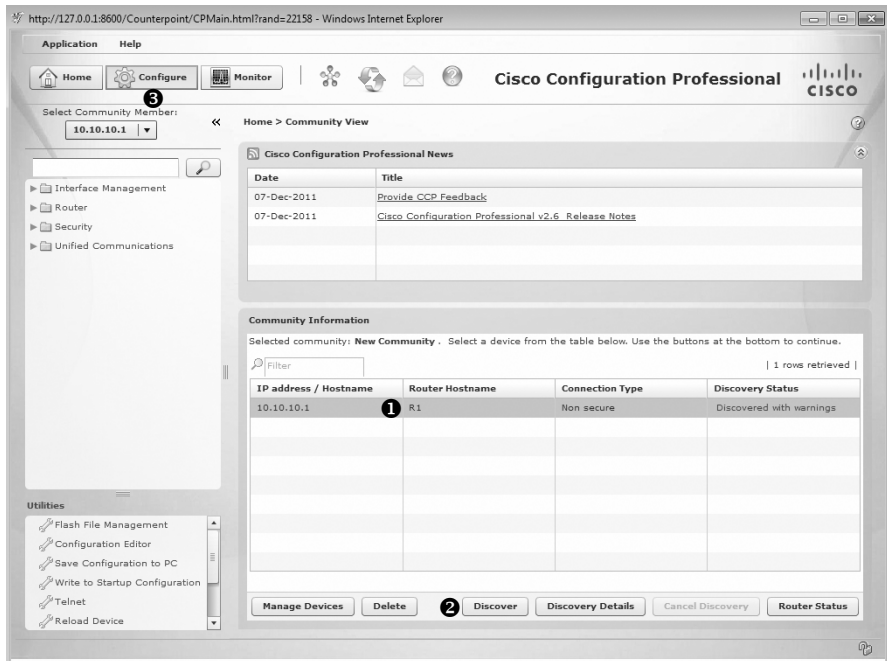 http://127.0.0.1:8600/Counterpoint/CPMain.html?rand=22158 - Windows Internet Explorer
Application Help
Home Configure Monitor Cisco Configuration Professional CISCO
❸
Select Community Member:
10.10.10.1
«
Home > Community View
Cisco Configuration Professional News
Date Title
07-Dec-2011 Provide CCP Feedback
07-Dec-2011 Cisco Configuration Professional v2.6 Release Notes
Interface Management
Router
Security
Unified Communications
Community Information
Selected community: New Community . Select a device from the table below. Use the buttons at the bottom to continue.
Filter | 1 rows retrieved |
IP address / Hostname Router Hostname Connection Type Discovery Status
10.10.10.1 ❶ R1 Non secure Discovered with warnings
Utilities
Flash File Management
Configuration Editor
Save Configuration to PC
Write to Startup Configuration
Telnet
Reload Device
Manage Devices Delete ❷ Discover Discovery Details Cancel Discovery Router Status